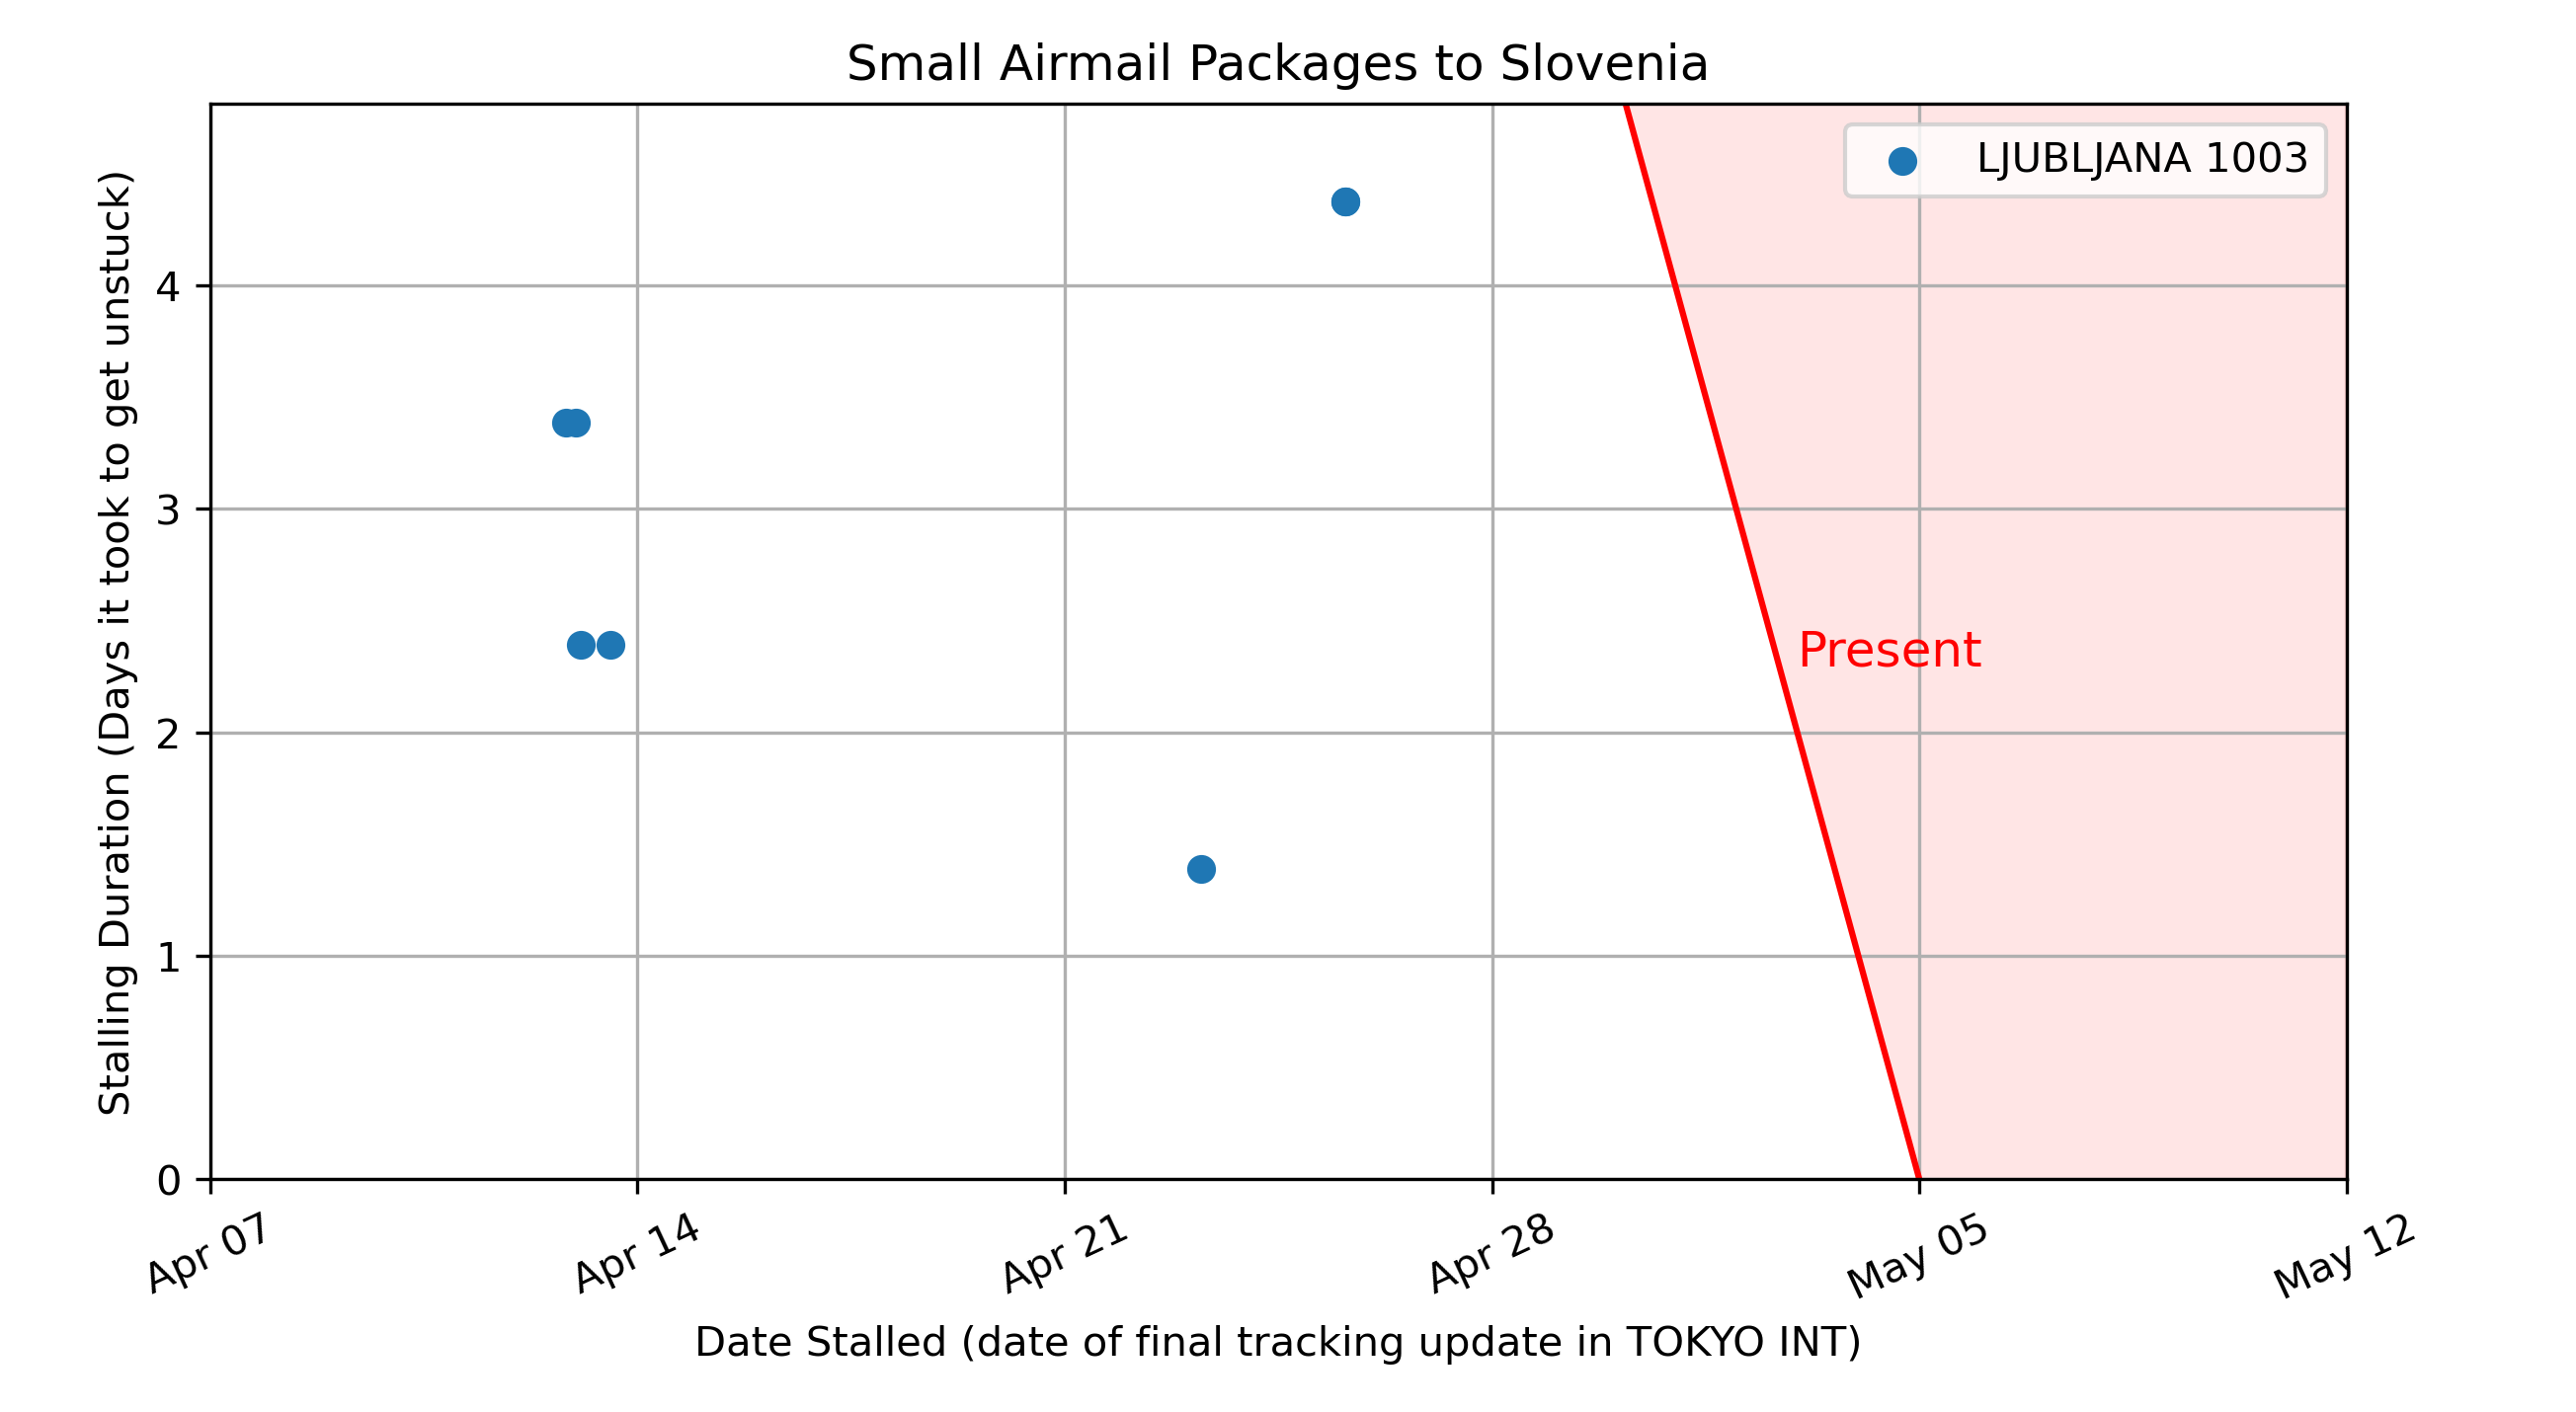 Small Airmail Packages to Slovenia
LJUBLJANA 1003
Stalling Duration (Days it took to get unstuck)
4
3
2
1
0
Present
Apr 07
Apr 14
Apr 21
Apr 28
May 05
May 12
Date Stalled (date of final tracking update in TOKYO INT)